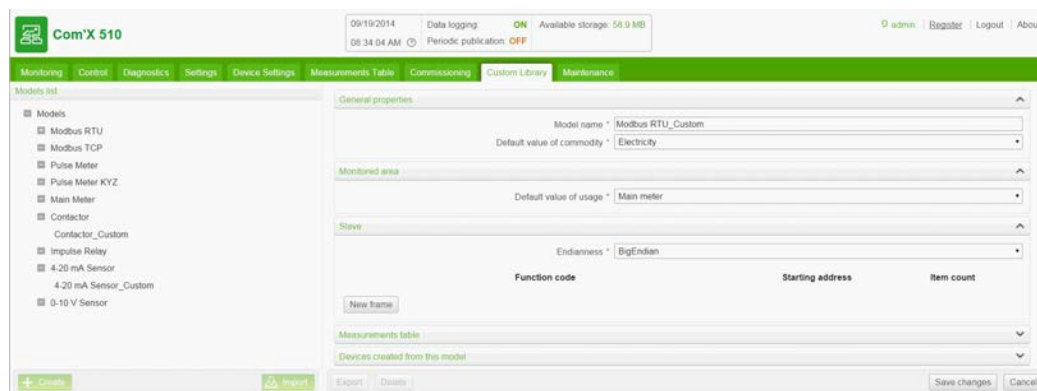 Com'X 510
09/19/2014
08:34:04 AM
Data logging: ON
Periodic publication: OFF
Available storage: 58.9 MB
admin Register Logout Abou
Monitoring Control Diagnostics Settings Device Settings Measurements Table Commissioning Custom Library Maintenance
Models list
Models
Modbus RTU
Modbus TCP
Pulse Meter
Pulse Meter KYZ
Main Meter
Contactor
Contactor_Custom
Impulse Relay
4-20 mA Sensor
4-20 mA Sensor_Custom
0-10 V Sensor
Create Import
General properties
Model name * Modbus RTU_Custom
Default value of commodity * Electricity
Monitored area
Default value of usage * Main meter
Slave
Endianness * BigEndian
Function code Starting address Item count
New frame
Measurements table
Devices created from this model
Export Delete Save changes Cancel